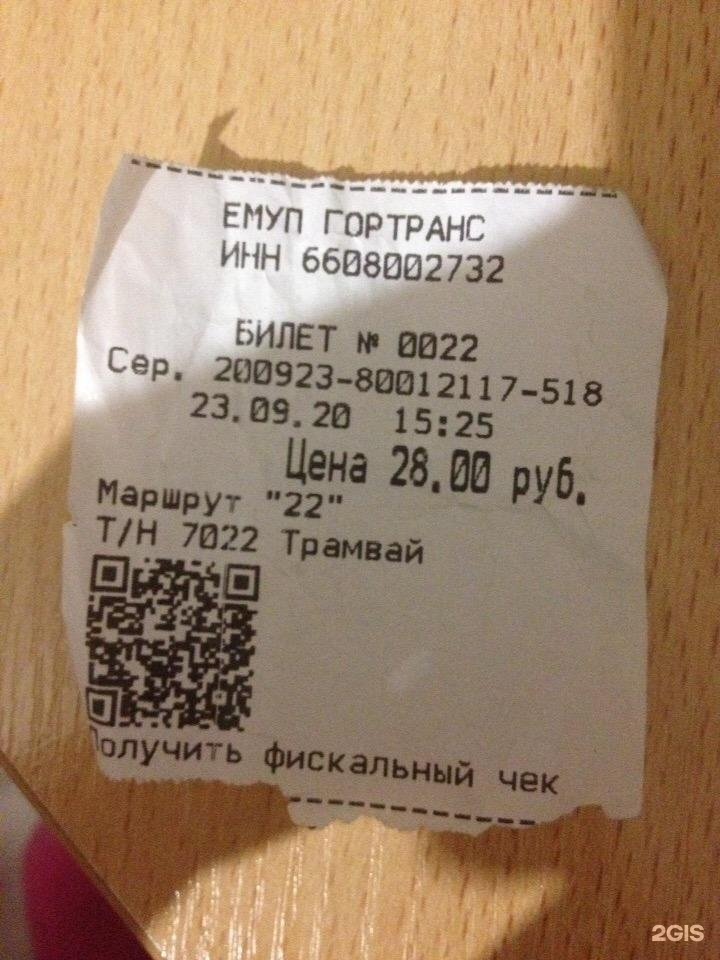 ЕМУП ГОРТРАНС
ИНН 6608002732
БИЛЕТ № 0022
Сер. 200923-80012117-518
23.09.20 15:25
Цена 28.00 руб.
Маршрут "22"
Т/Н 7022 Трамвай
Получить фискальный чек
2GIS